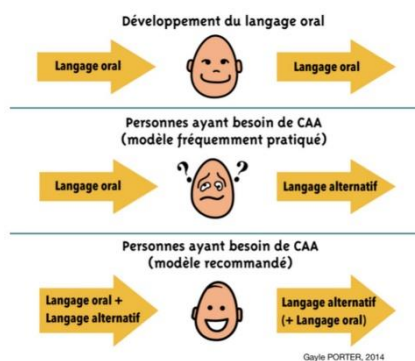 Développement du langage oral
Langage oral
Langage oral
Personnes ayant besoin de CAA
(modèle fréquemment pratiqué)
Langage oral
? ?
Langage alternatif
Personnes ayant besoin de CAA
(modèle recommandé)
Langage oral +
Langage alternatif
Langage alternatif
(+ Langage oral)
Gayle PORTER, 2014